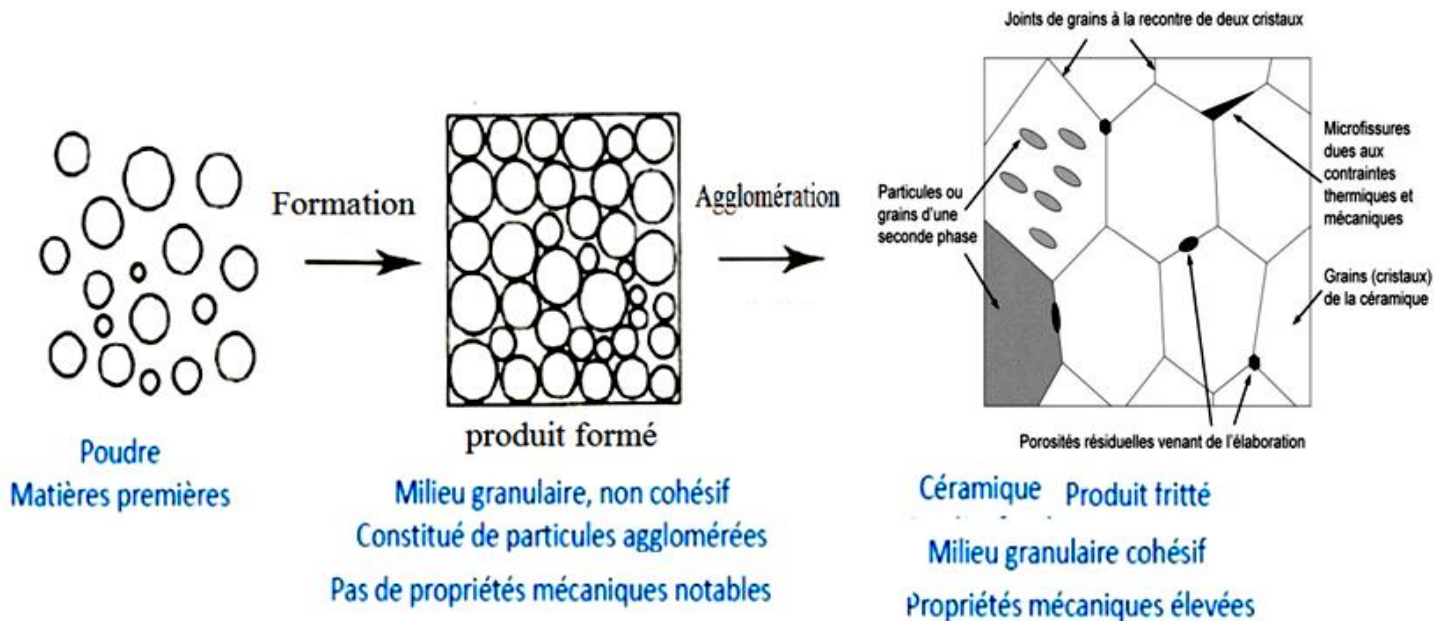 Poudre
Matières premières
Formation
produit formé
Milieu granulaire, non cohésif
Constitué de particules agglomérées
Pas de propriétés mécaniques notables
Agglomération
Joints de grains à la recontre de deux cristaux
Particules ou
grains d'une
seconde phase
Microfissures
dues aux
contraintes
thermiques et
mécaniques
Grains (cristaux)
de la céramique
Porosités résiduelles venant de l'élaboration
Céramique Produit fritté
Milieu granulaire cohésif
Propriétés mécaniques élevées